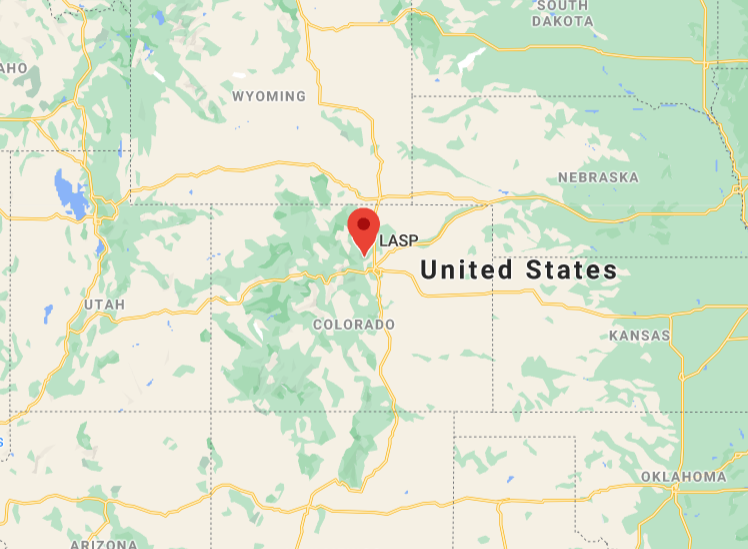 SOUTH
DAKOTA
AHO
WYOMING
NEBRASKA
LASP
United States
UTAH
COLORADO
KANSAS
S
OKLAHOMA
ARIZONA